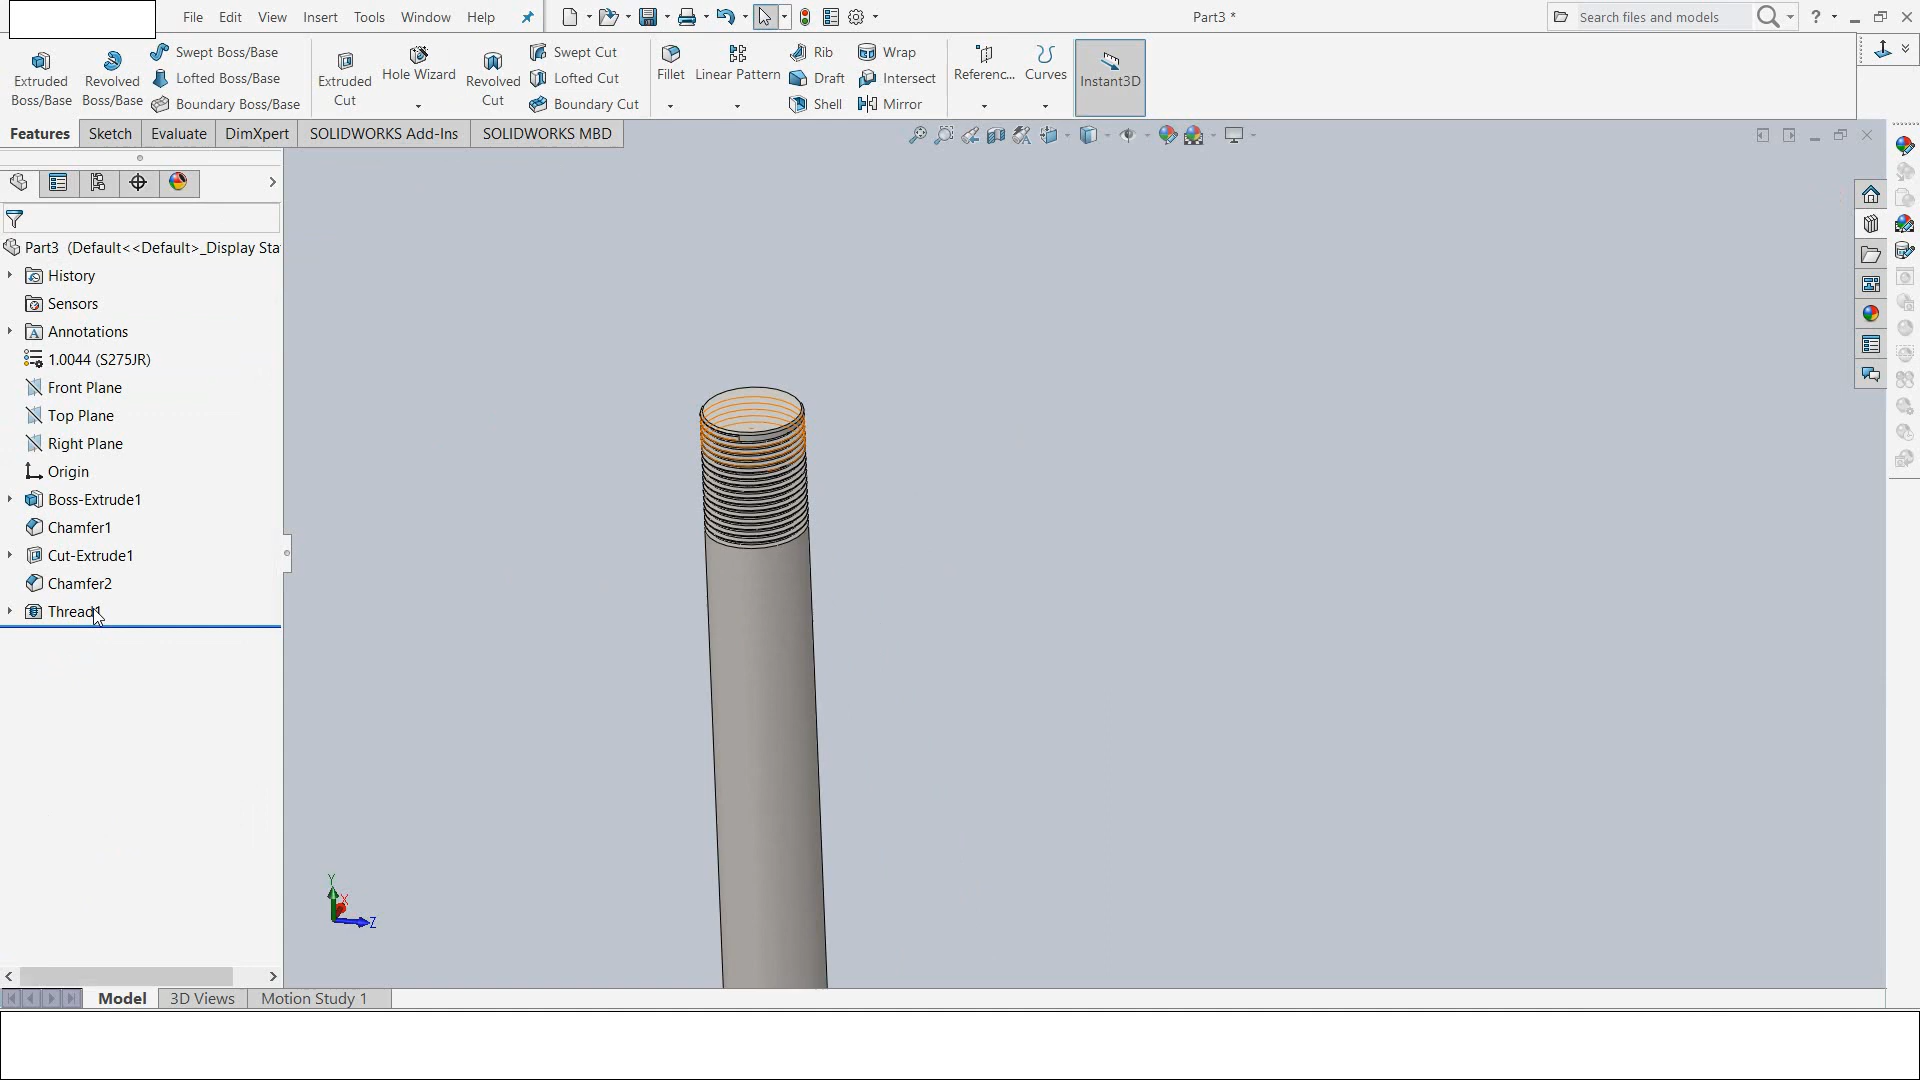 File Edit View Insert Tools Window Help
Part3 *
Search files and models
?
Extruded Boss/Base
Revolved Boss/Base
Swept Boss/Base
Lofted Boss/Base
Boundary Boss/Base
Extruded Cut
Hole Wizard
Revolved Cut
Swept Cut
Lofted Cut
Boundary Cut
Fillet
Linear Pattern
Rib
Draft
Shell
Wrap
Intersect
Mirror
Referenc...
Curves
Instant3D
Features Sketch Evaluate DimXpert SOLIDWORKS Add-Ins SOLIDWORKS MBD
Part3 (Default<<Default>_Display Sta
History
Sensors
Annotations
1.0044 (S275JR)
Front Plane
Top Plane
Right Plane
Origin
Boss-Extrude1
Chamfer1
Cut-Extrude1
Chamfer2
Thread1
Y
X
Z
Model 3D Views Motion Study 1